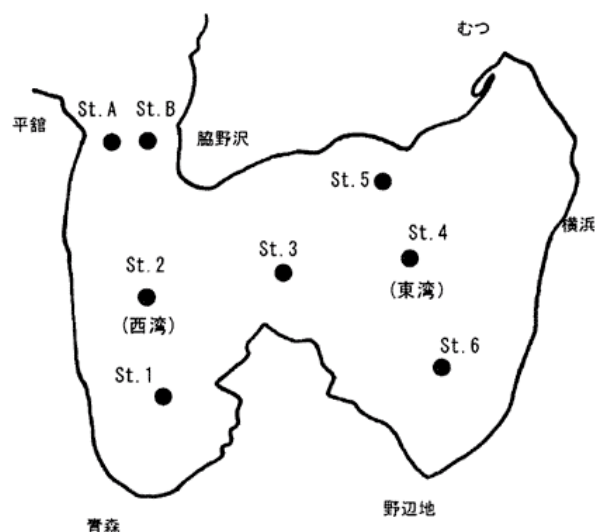 むつ
St.A
St.B
平舘
脇野沢
St.5
横浜
St.4
St.3
(東湾)
St.2
(西湾)
St.6
St.1
野辺地
青森